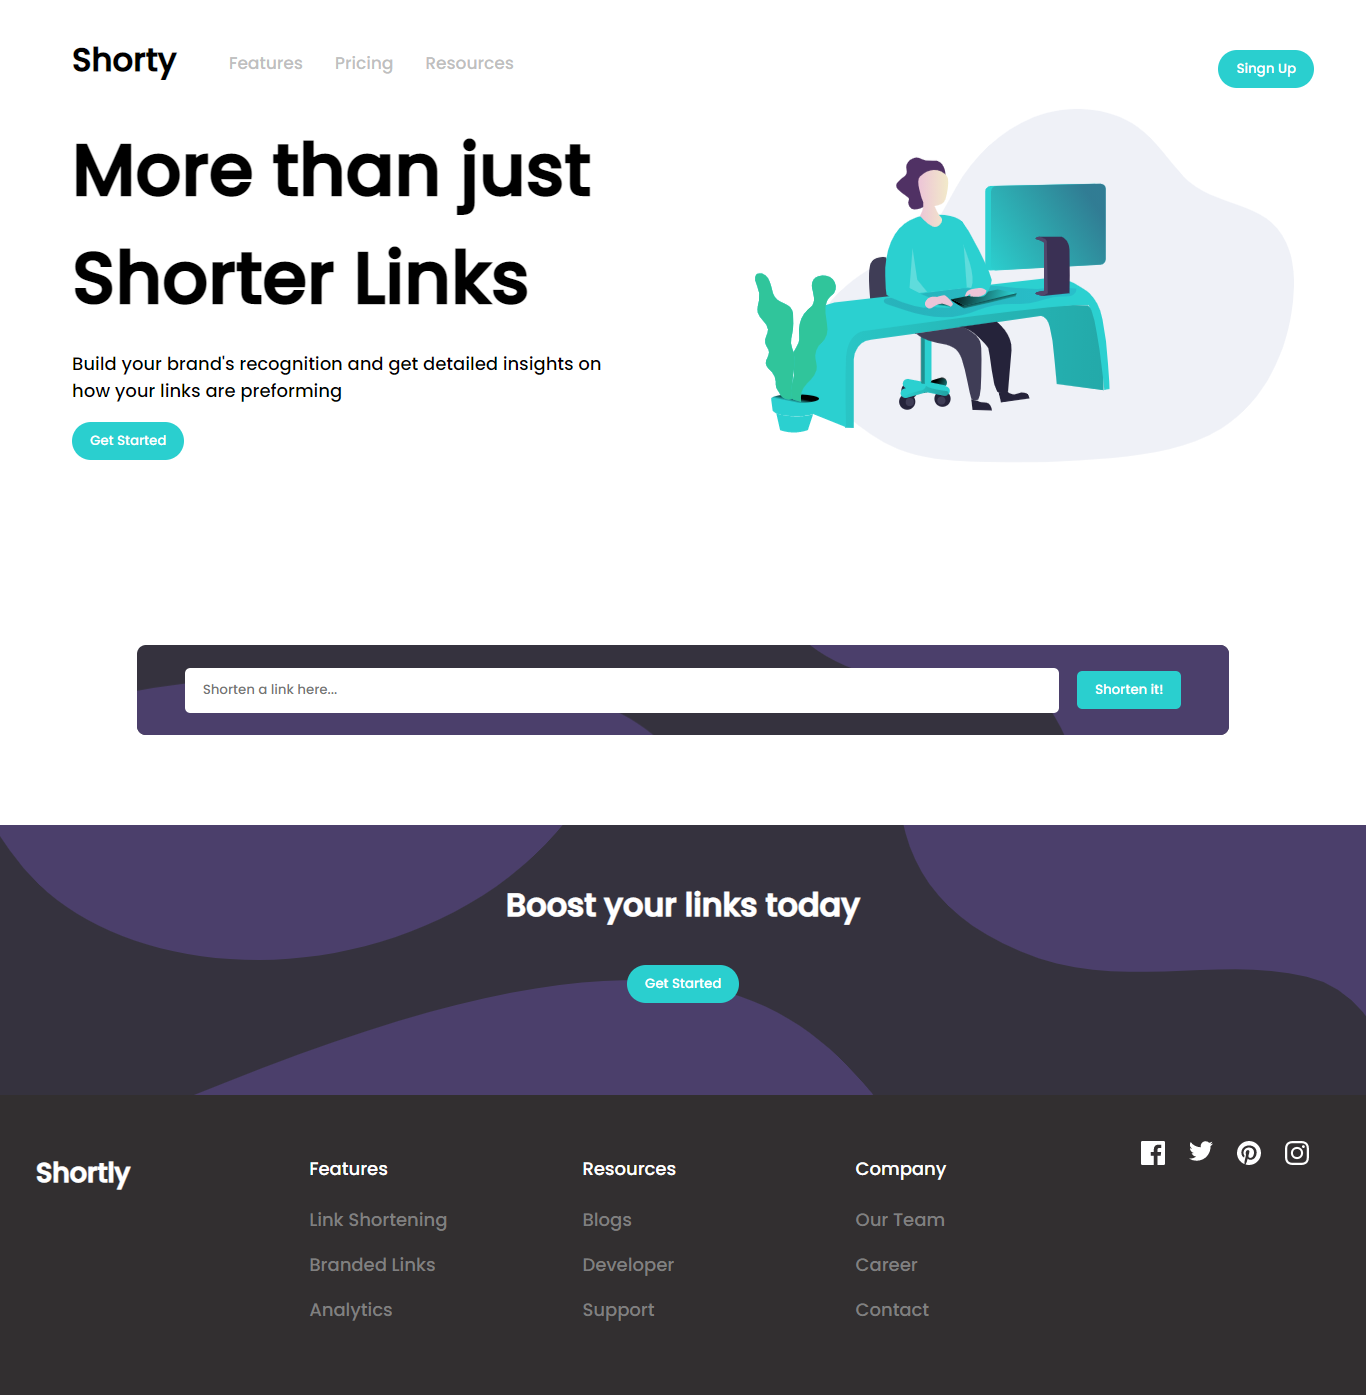 Shorty
Features
Pricing
Resources
Singn Up
More than just
Shorter Links
Build your brand's recognition and get detailed insights on
how your links are preforming
Get Started
Shorten a link here...
Shorten it!
Boost your links today
Get Started
Shortly
Features
Link Shortening
Branded Links
Analytics
Resources
Blogs
Developer
Support
Company
Our Team
Career
Contact